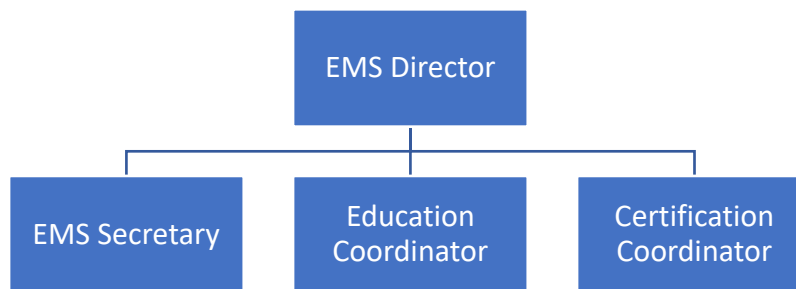 EMS Director
EMS Secretary
Education
Coordinator
Certification
Coordinator